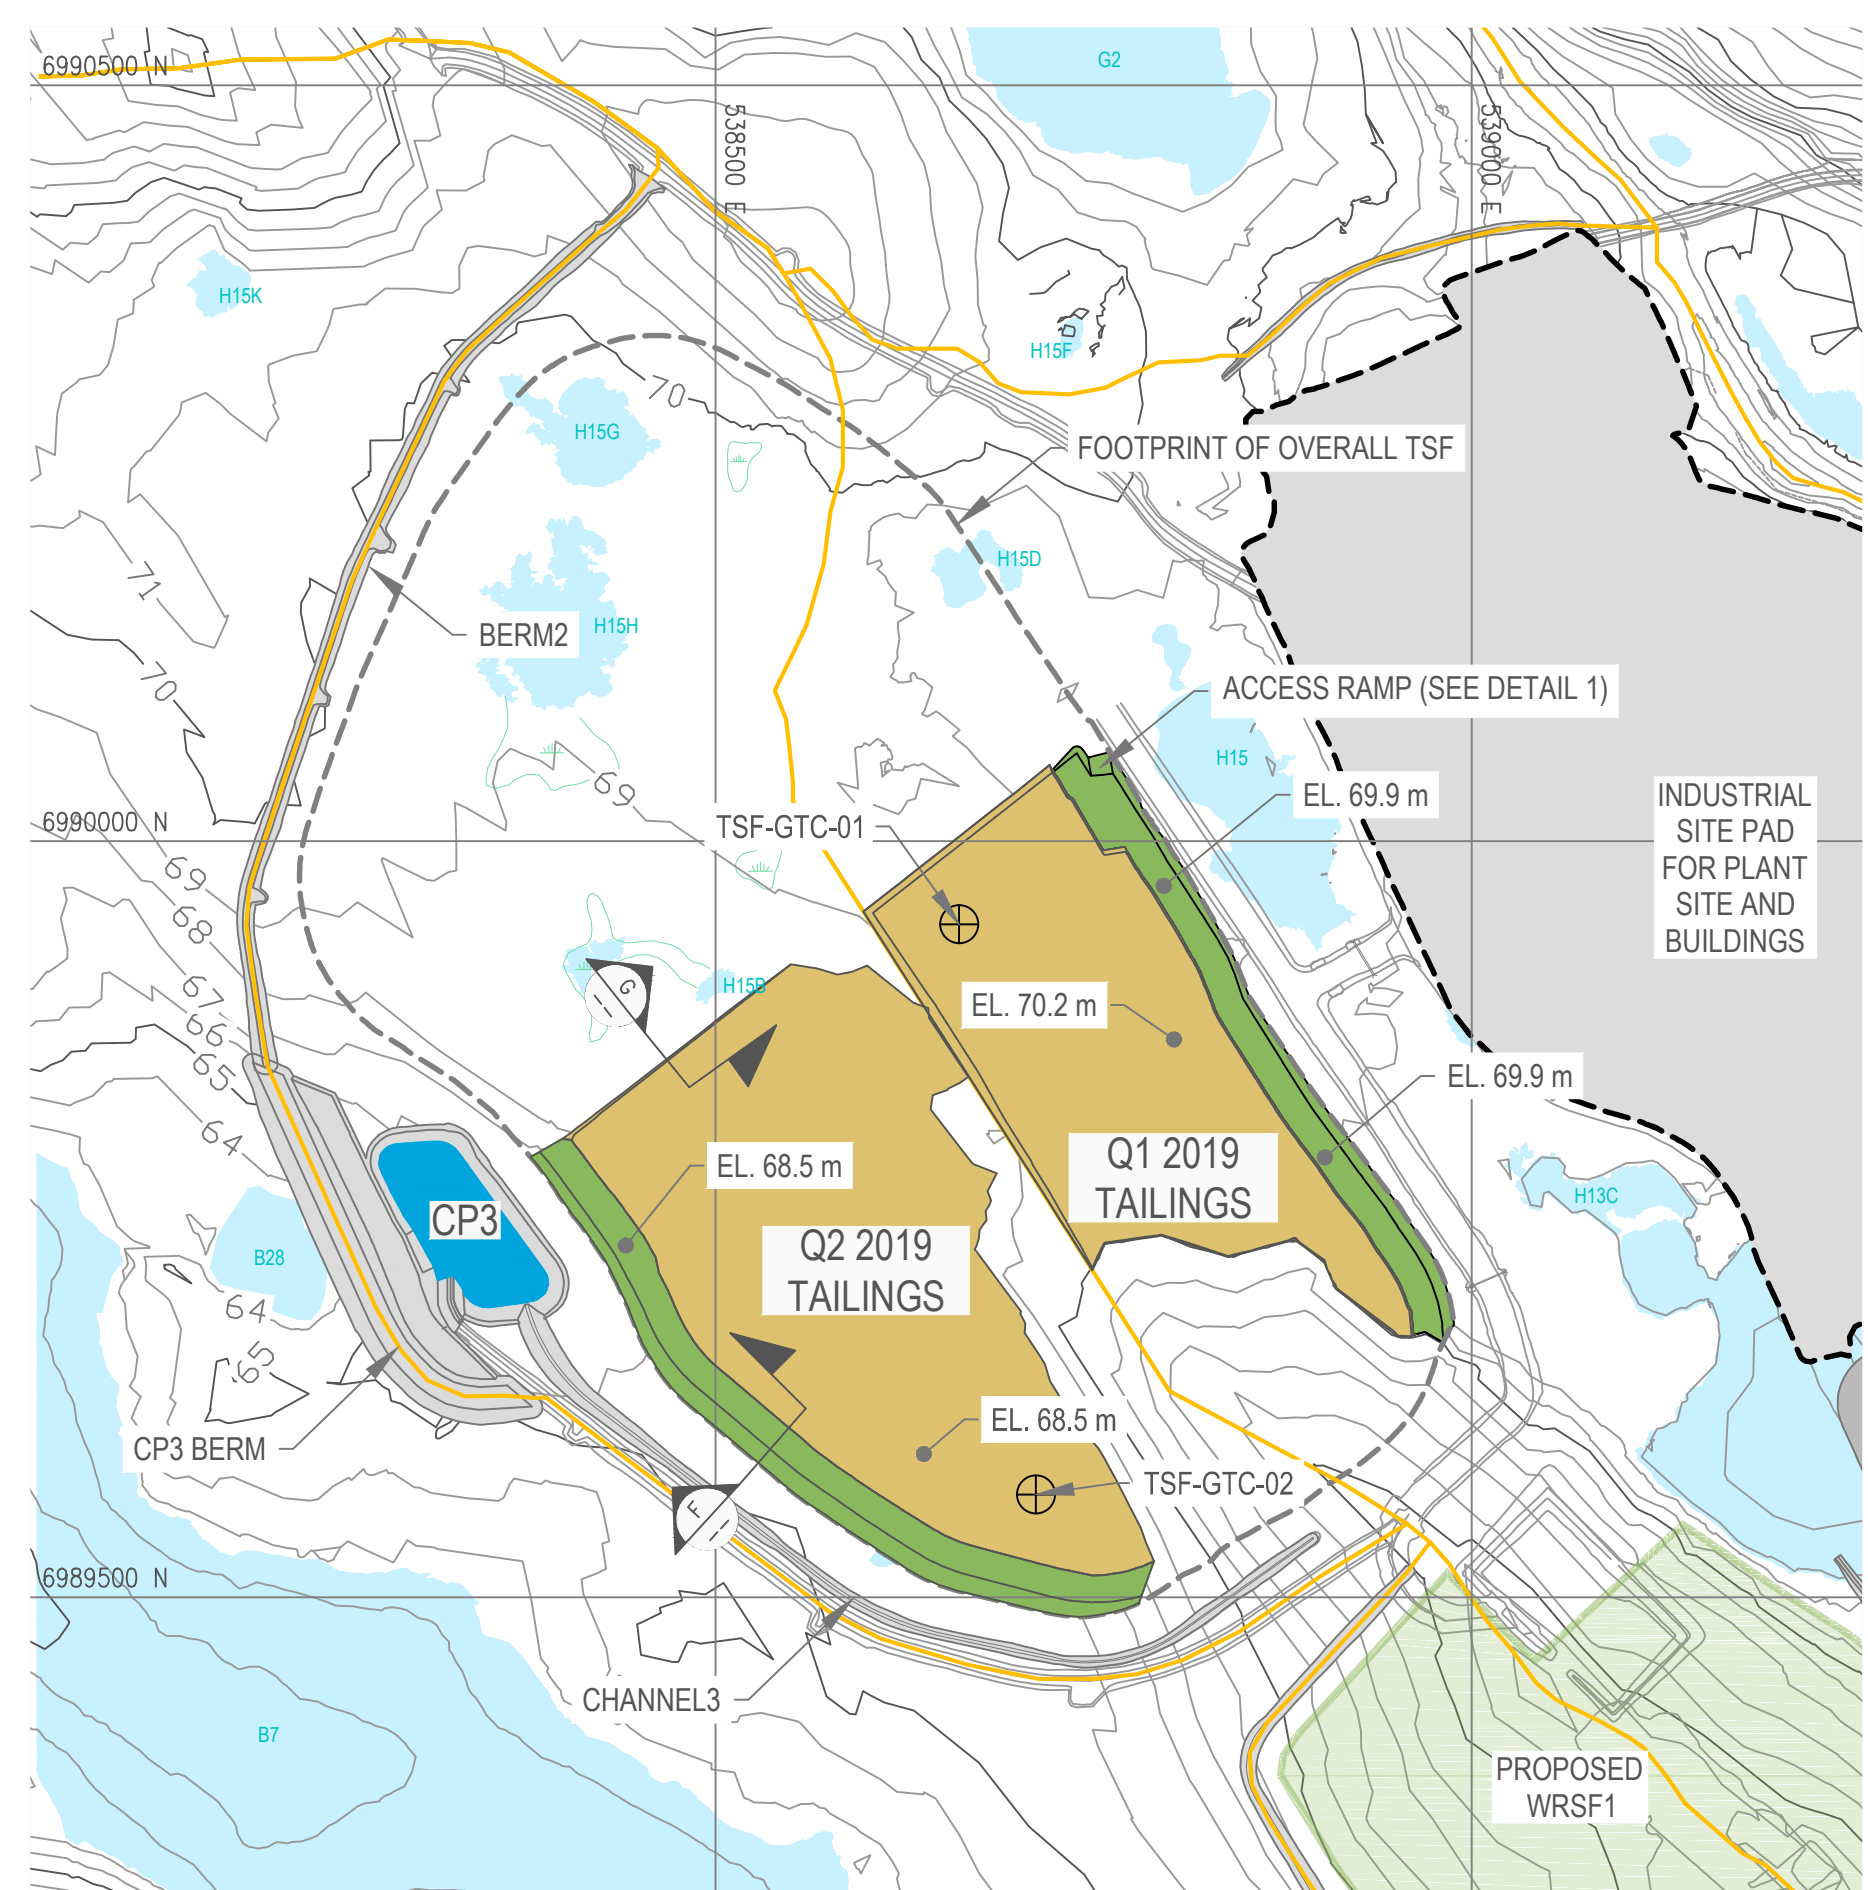 6990500 N
G2
538500 E
539000 E
H15K
H15F
70
H15G
FOOTPRINT OF OVERALL TSF
71
H15D
BERM2
H15H
70
ACCESS RAMP (SEE DETAIL 1)
H15
69
EL. 69.9 m
INDUSTRIAL
SITE PAD
FOR PLANT
SITE AND
BUILDINGS
6990000 N
TSF-GTC-01
69
68
67
66
65
64
H15B
G
EL. 70.2 m
EL. 69.9 m
EL. 68.5 m
Q1 2019
TAILINGS
H13C
CP3
Q2 2019
TAILINGS
B28
64
65
CP3 BERM
EL. 68.5 m
TSF-GTC-02
F
6989500 N
CHANNEL3
B7
PROPOSED
WRSF1